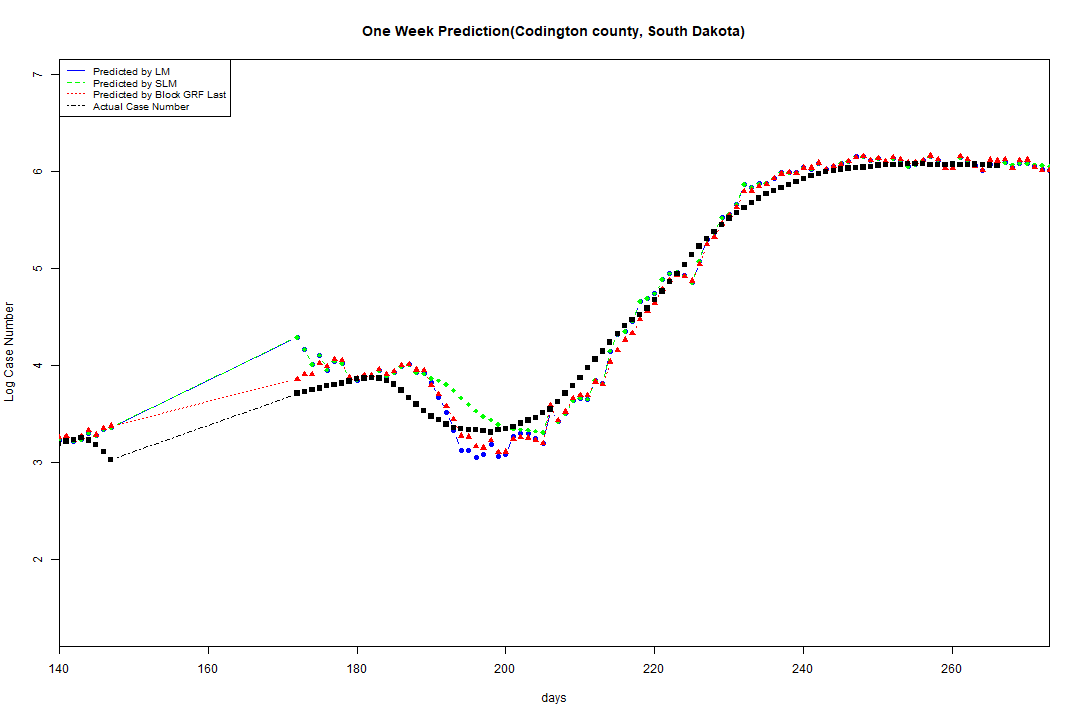 One Week Prediction(Codington county, South Dakota)
Predicted by LM
Predicted by SLM
Predicted by Block GRF Last
Actual Case Number
7
6
5
4
3
2
Log Case Number
140 160 180 200 220 240 260
days